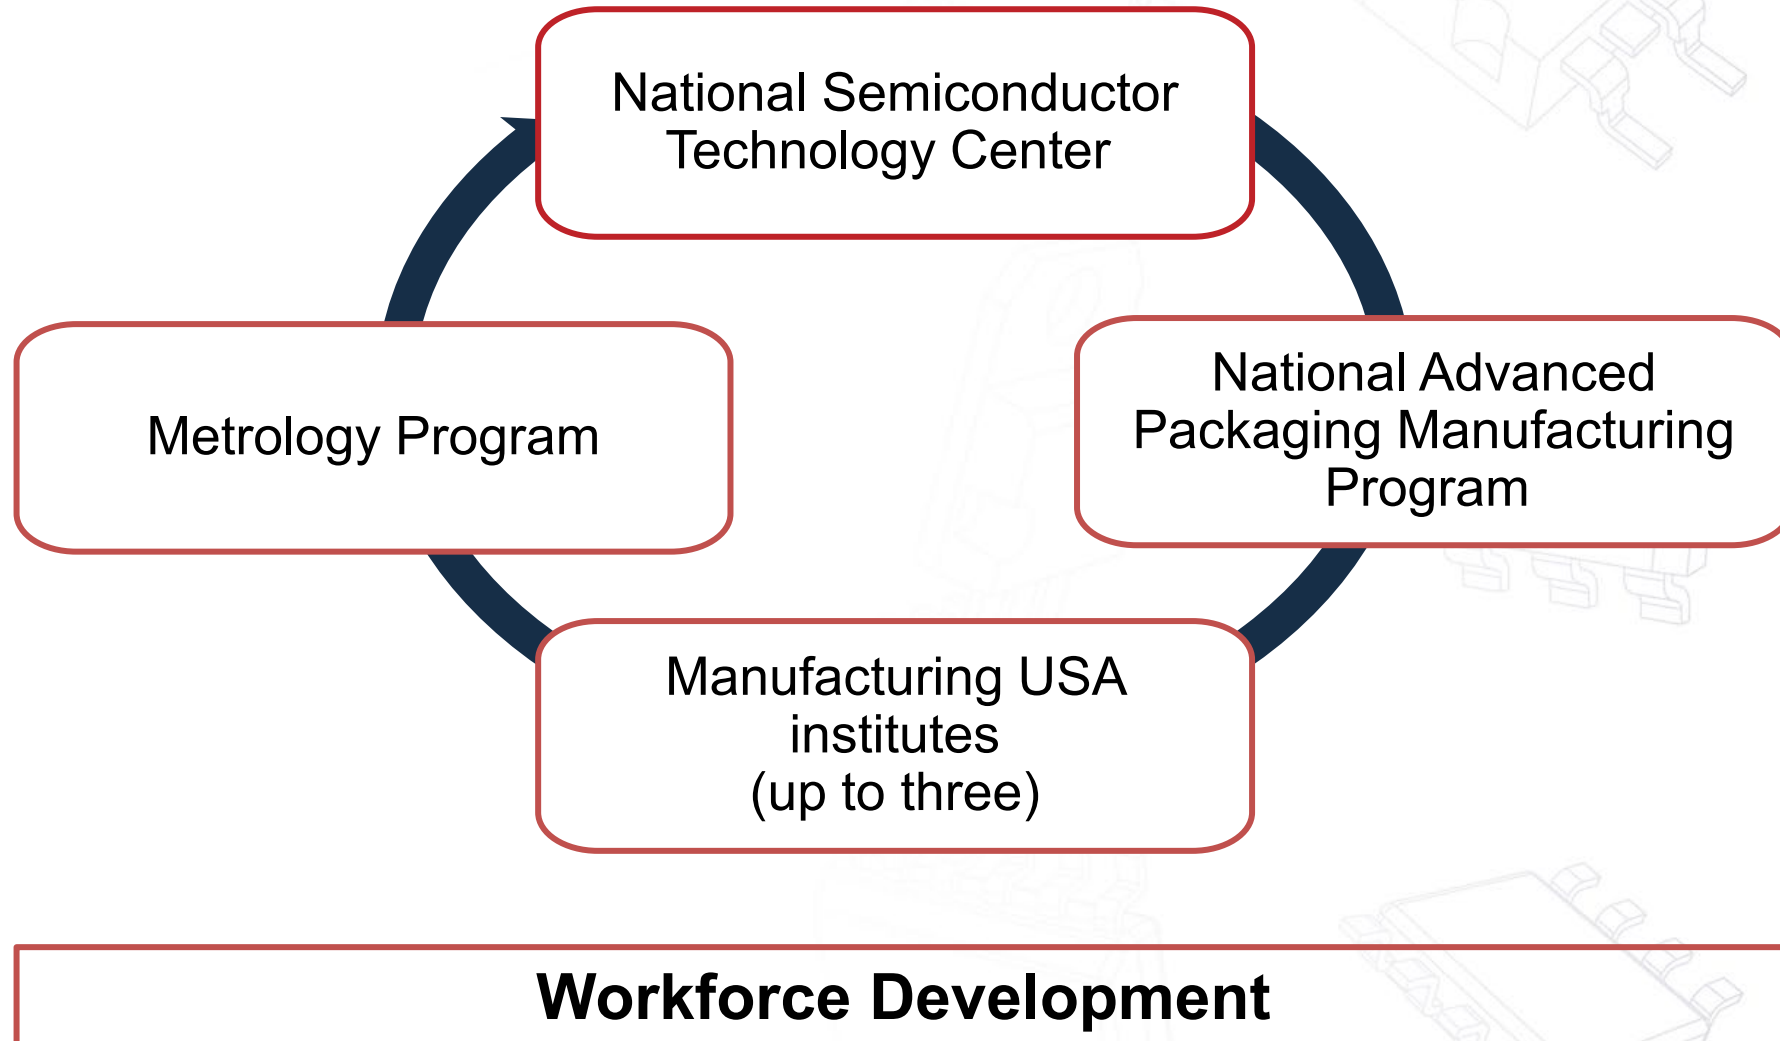 National Semiconductor
Technology Center
National Advanced
Packaging Manufacturing
Program
Metrology Program
Manufacturing USA
institutes
(up to three)
Workforce Development